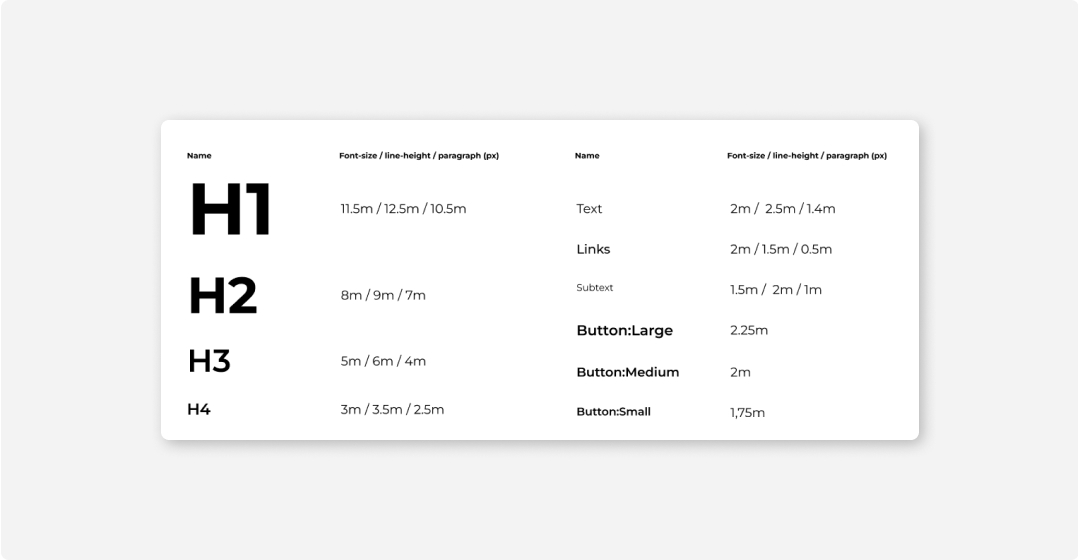 Name Font-size / line-height / paragraph (px)
H1 11.5m / 12.5m / 10.5m
H2 8m / 9m / 7m
H3 5m / 6m / 4m
H4 3m / 3.5m / 2.5m
Name Font-size / line-height / paragraph (px)
Text 2m / 2.5m / 1.4m
Links 2m / 1.5m / 0.5m
Subtext 1.5m / 2m / 1m
Button:Large 2.25m
Button:Medium 2m
Button:Small 1,75m